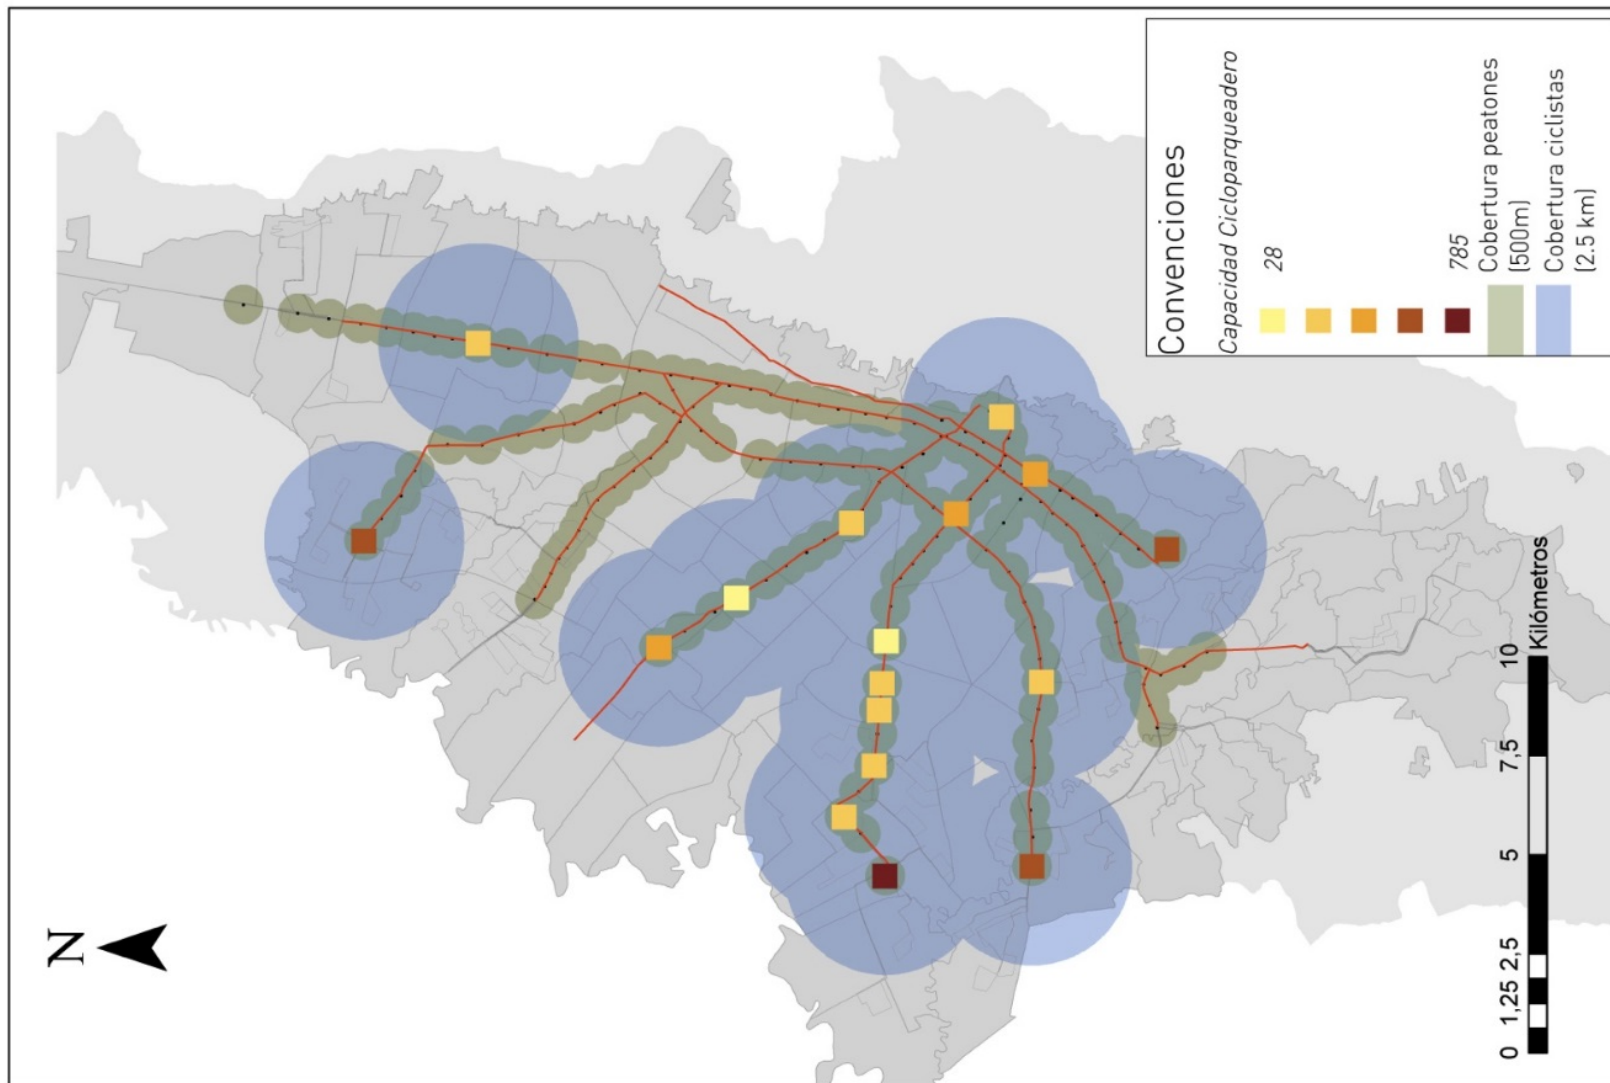 N
Convenciones
Capacidad Cicloparqueadero
28
785
Cobertura peatones
(500m)
Cobertura ciclistas
(2.5 km)
0 1,25 2,5 5 7,5 10
Kilómetros